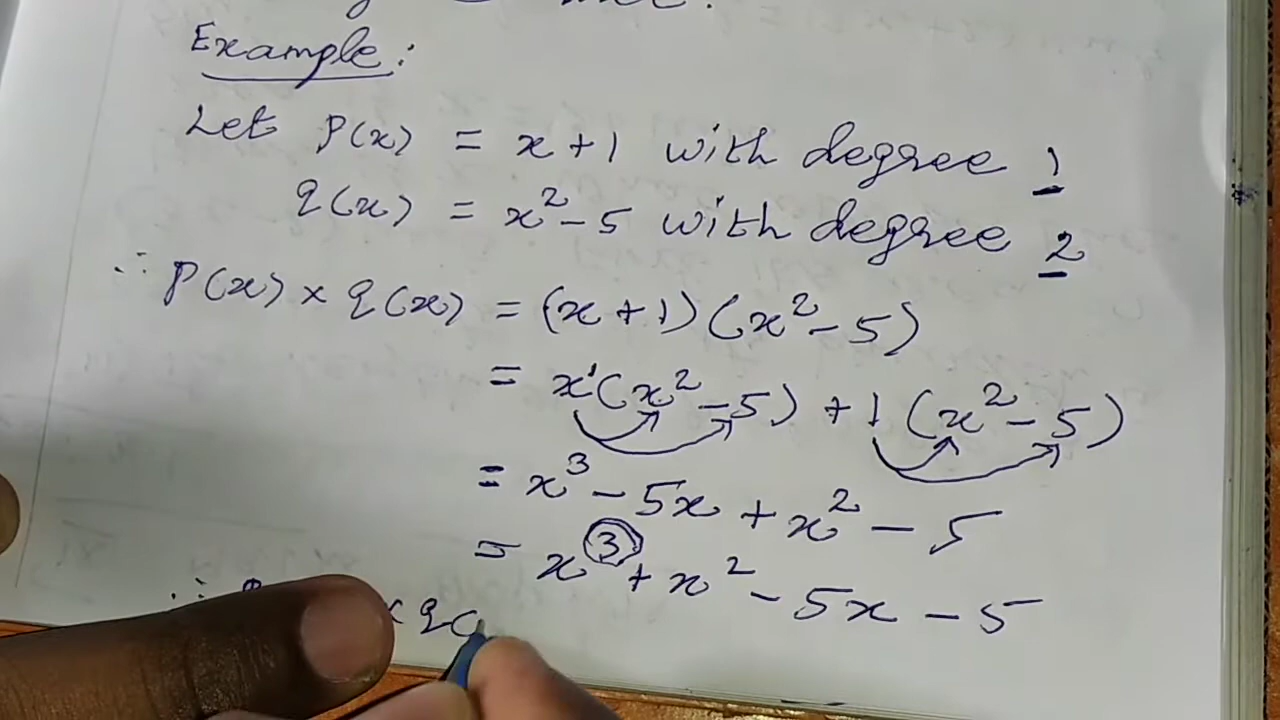 Example:
Let P(x) = x+1 with degree 1
q(x) = x²-5 with degree 2
∴ P(x) × q(x) = (x+1)(x²-5)
= x¹(x²-5) + 1(x²-5)
= x³ - 5x + x² - 5
= x³ + x² - 5x - 5
∴ × q(